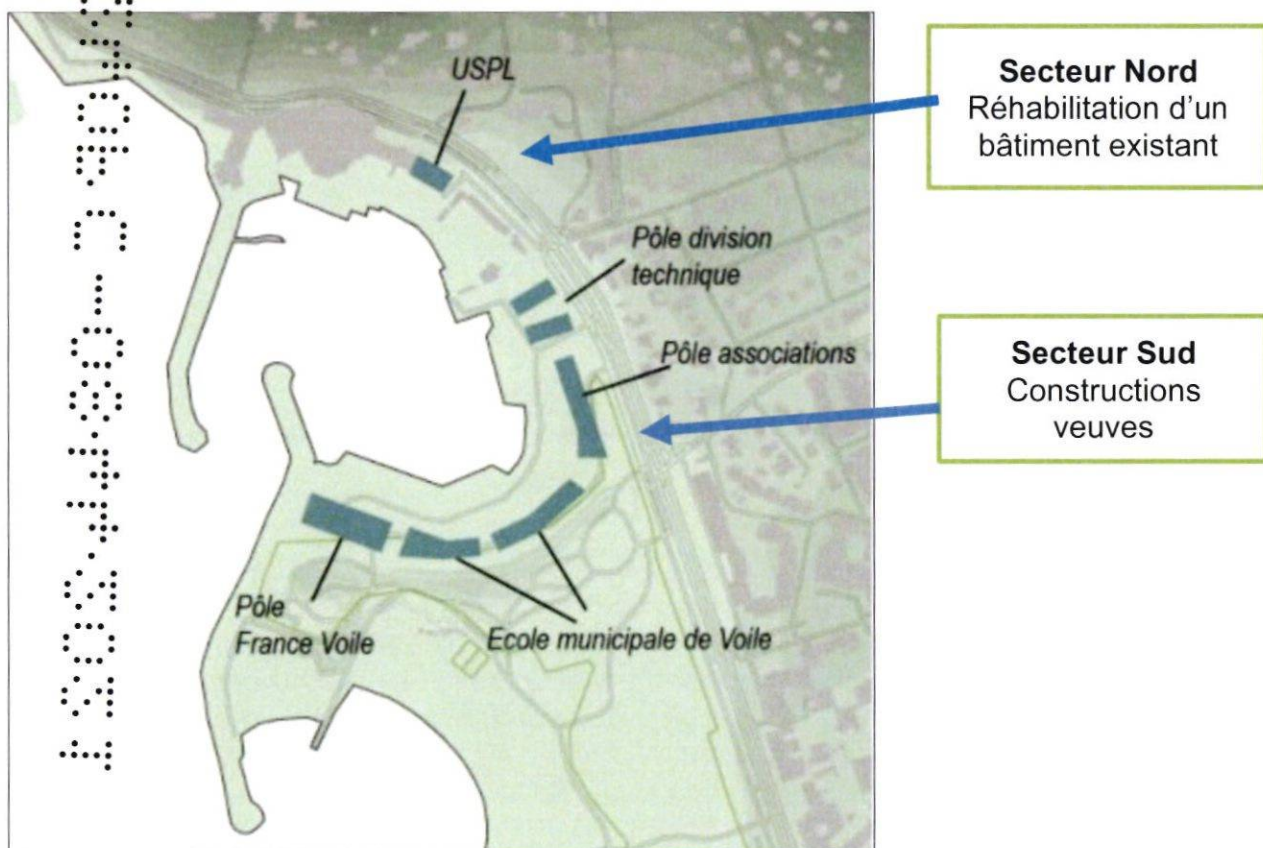 USPL
Pôle division
technique
Pôle associations
Pôle
France Voile
Ecole municipale de Voile
Secteur Nord
Réhabilitation d'un
bâtiment existant
Secteur Sud
Constructions
veuves